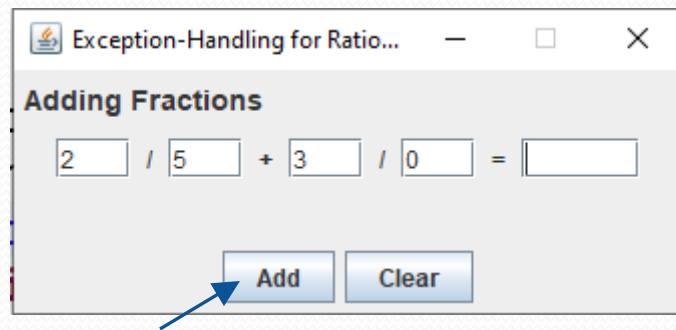 Exception-Handling for Ratio...
Adding Fractions
2 / 5 + 3 / 0 =
Add Clear